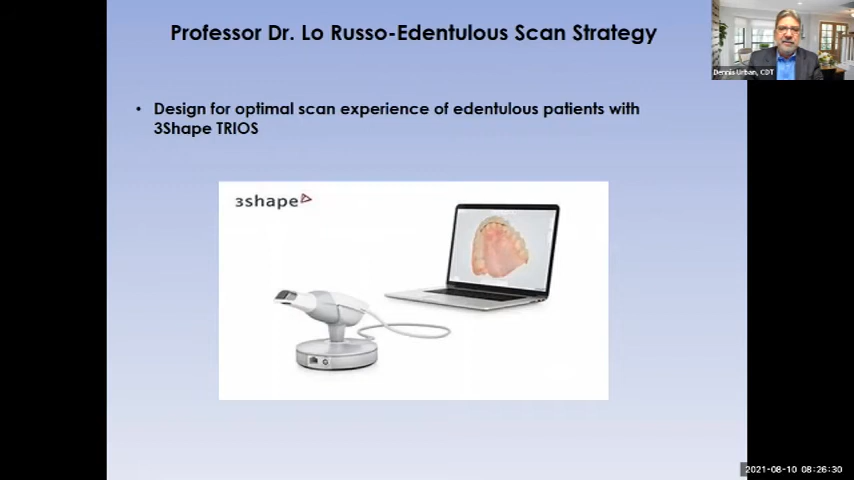 Professor Dr. Lo Russo-Edentulous Scan Strategy
Dennis Urban, CDT
• Design for optimal scan experience of edentulous patients with
3Shape TRIOS
3shape
2021-08-10 08:26:30